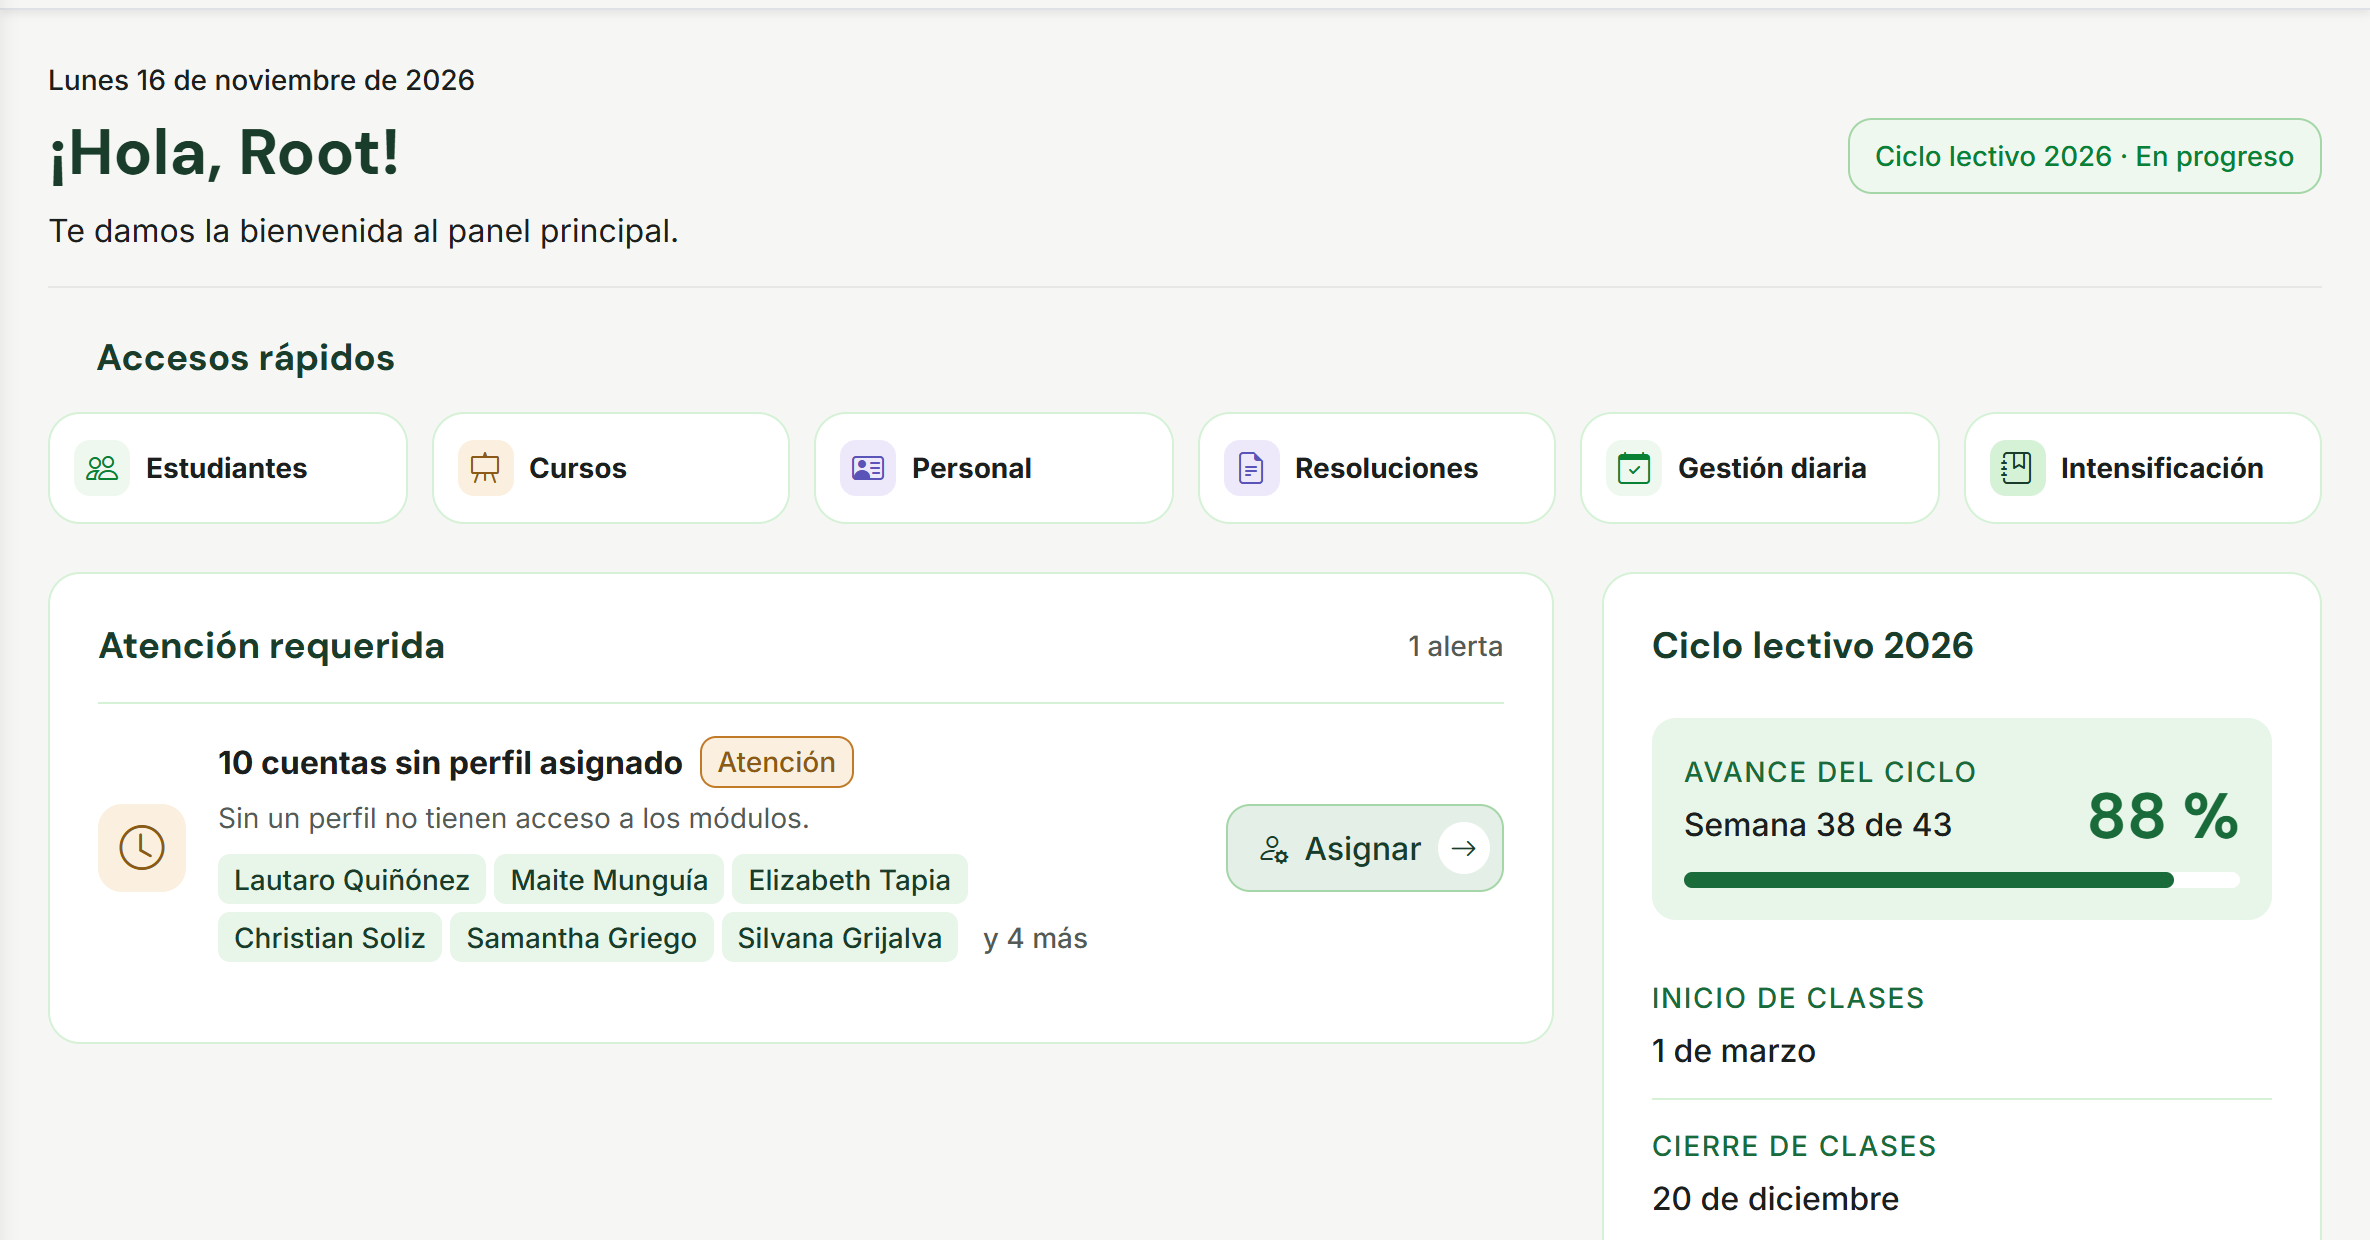 Lunes 16 de noviembre de 2026
¡Hola, Root!
Te damos la bienvenida al panel principal.
Ciclo lectivo 2026 · En progreso
Accesos rápidos
Estudiantes
Cursos
Personal
Resoluciones
Gestión diaria
Intensificación
Atención requerida
1 alerta
10 cuentas sin perfil asignado
Atención
Sin un perfil no tienen acceso a los módulos.
Lautaro Quiñónez
Maite Munguía
Elizabeth Tapia
Christian Soliz
Samantha Griego
Silvana Grijalva
y 4 más
Asignar
Ciclo lectivo 2026
AVANCE DEL CICLO
Semana 38 de 43
88 %
INICIO DE CLASES
1 de marzo
CIERRE DE CLASES
20 de diciembre